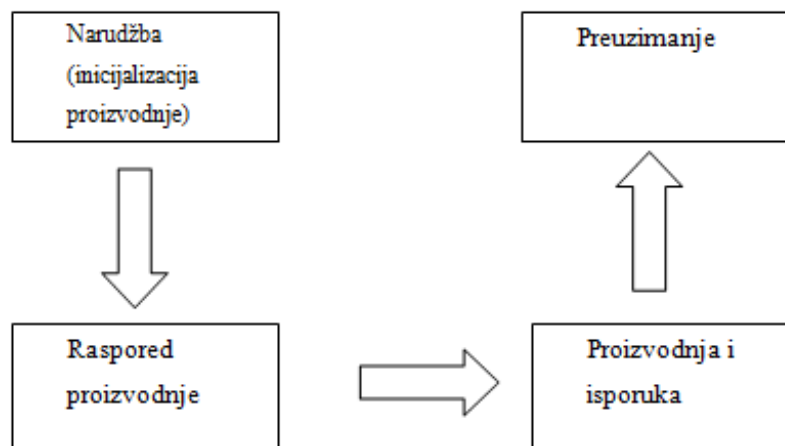 Narudžba
(inicijalizacija
proizvodnje)
Preuzimanje
Raspored
proizvodnje
Proizvodnja i
isporuka